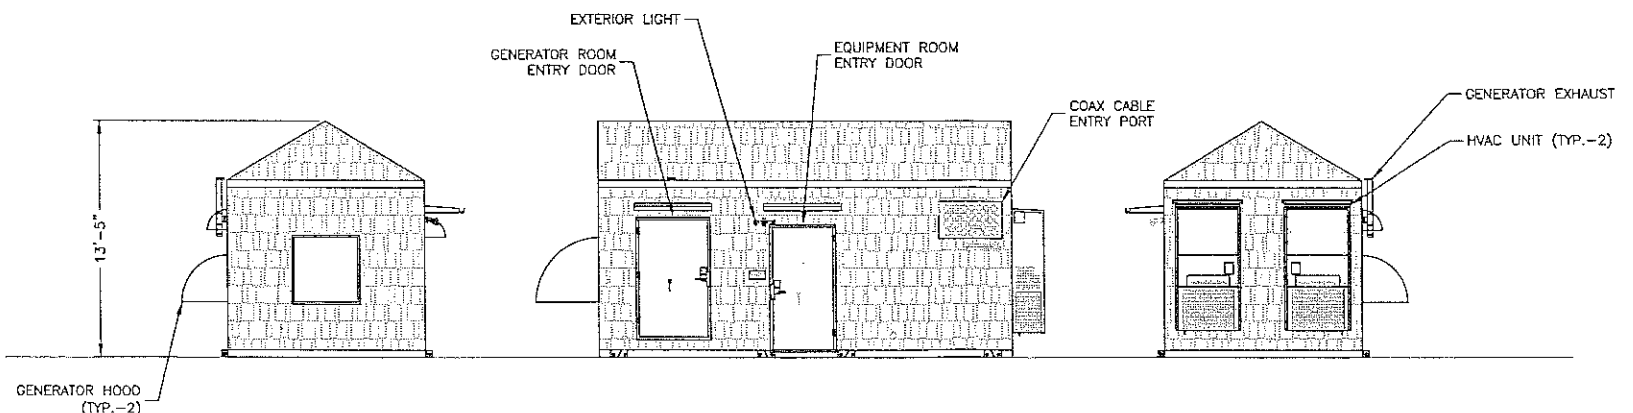 EXTERIOR LIGHT
GENERATOR ROOM
ENTRY DOOR
EQUIPMENT ROOM
ENTRY DOOR
COAX CABLE
ENTRY PORT
GENERATOR EXHAUST
HVAC UNIT (TYP.-2)
13'-5"
GENERATOR HOOD
(TYP.-2)